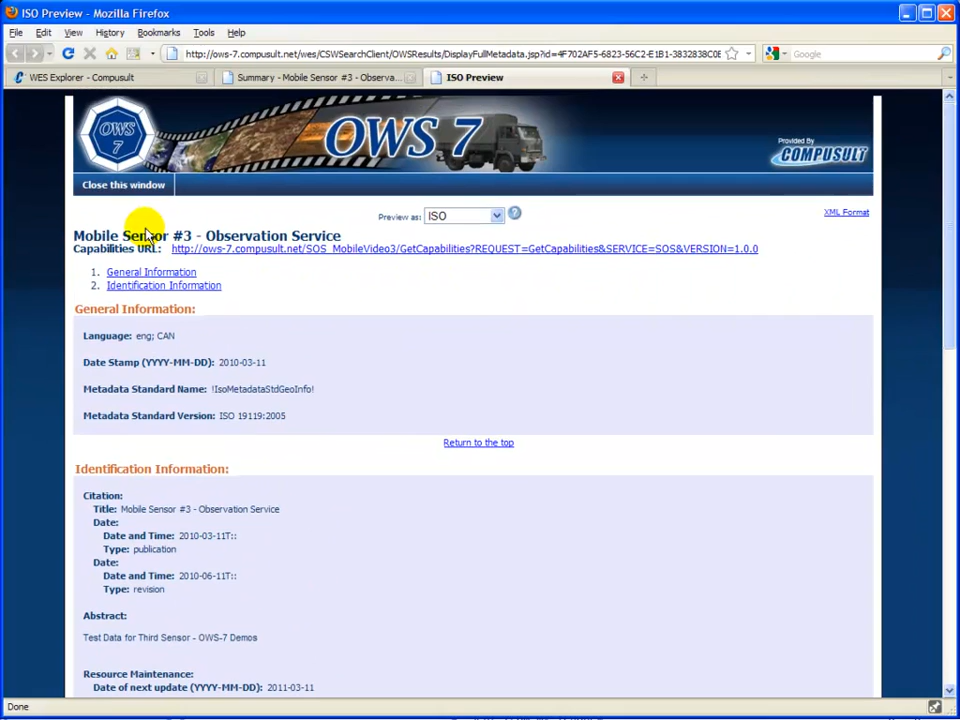 ISO Preview - Mozilla Firefox
File Edit View History Bookmarks Tools Help
http://ows-7.compusult.net/wes/CSWSearchClient/OWSResults/DisplayFullMetadata.jsp?id=4F702AF5-6823-56C2-E1B1-3832838C0E
Google
WES Explorer - Compusult
Summary - Mobile Sensor #3 - Observa...
ISO Preview
OWS 7
OWS 7
Provided By
COMPUSULT
Close this window
Preview as: ISO
XML Format
Mobile Sensor #3 - Observation Service
Capabilities URL: http://ows-7.compusult.net/SOS_MobileVideo3/GetCapabilities?REQUEST=GetCapabilities&SERVICE=SOS&VERSION=1.0.0
1. General Information
2. Identification Information
General Information:
Language: eng; CAN
Date Stamp (YYYY-MM-DD): 2010-03-11
Metadata Standard Name: !IsoMetadataStdGeoInfo!
Metadata Standard Version: ISO 19119:2005
Return to the top
Identification Information:
Citation:
Title: Mobile Sensor #3 - Observation Service
Date:
Date and Time: 2010-03-11T::
Type: publication
Date:
Date and Time: 2010-06-11T::
Type: revision
Abstract:
Test Data for Third Sensor - OWS-7 Demos
Resource Maintenance:
Date of next update (YYYY-MM-DD): 2011-03-11
Done